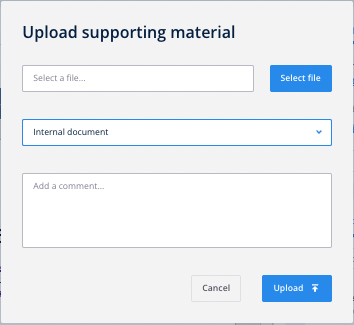 Upload supporting material
Select a file...
Select file
Internal document
Add a comment...
Cancel
Upload